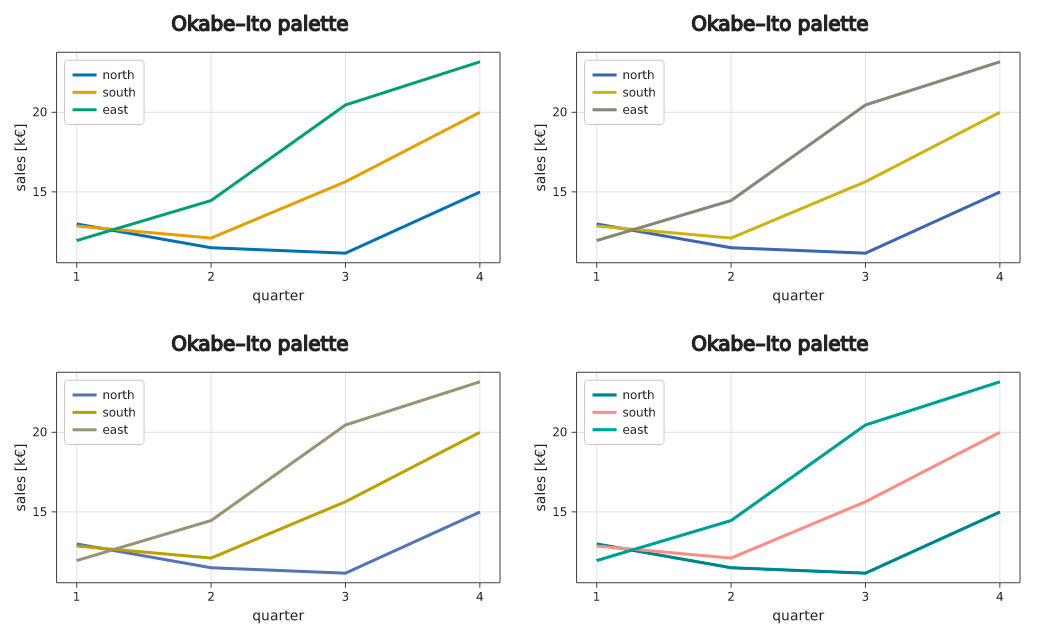 Okabe–Ito palette
north
south
east
20
15
sales [k€]
1 2 3 4
quarter
Okabe–Ito palette
north
south
east
20
15
sales [k€]
1 2 3 4
quarter
Okabe–Ito palette
north
south
east
20
15
sales [k€]
1 2 3 4
quarter
Okabe–Ito palette
north
south
east
20
15
sales [k€]
1 2 3 4
quarter